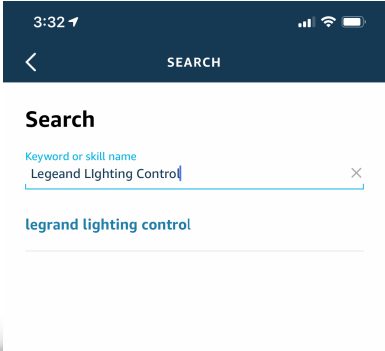 3:32
SEARCH
Search
Keyword or skill name
Legeand LIghting Control
legrand lighting control